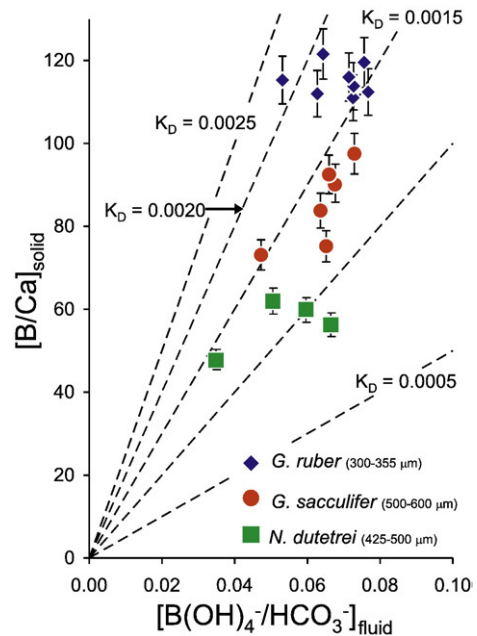 K_D = 0.0015
120
K_D = 0.0025
100
K_D = 0.0020
80
[B/Ca]solid
60
K_D = 0.0005
40
G. ruber (300-355 µm)
20
G. sacculifer (500-600 µm)
N. dutetrei (425-500 µm)
0
0.00 0.02 0.04 0.06 0.08 0.10
[B(OH)₄⁻/HCO₃⁻]fluid